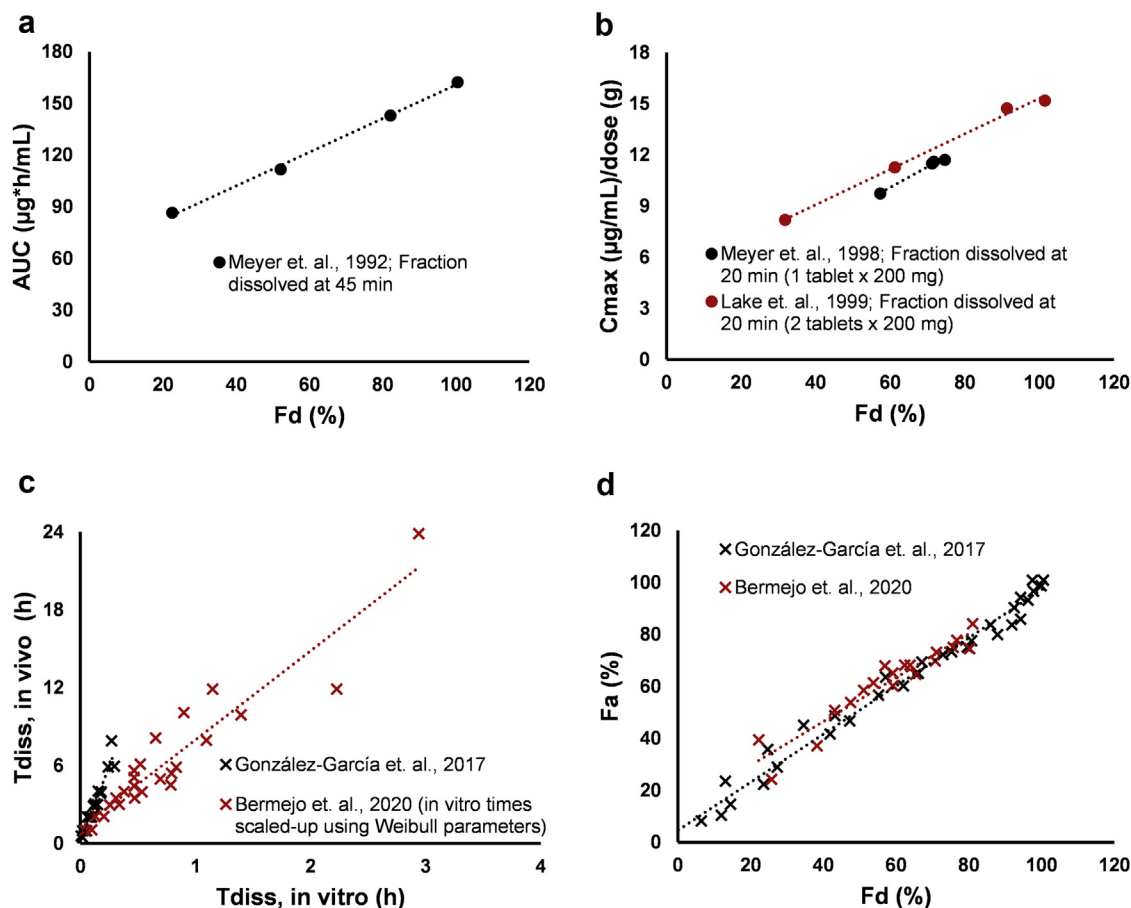 a
180
150
120
90
60
30
0
AUC (µg*h/mL)
Meyer et. al., 1992; Fraction
dissolved at 45 min
0 20 40 60 80 100 120
Fd (%)
b
18
15
12
9
6
3
0
Cmax (µg/mL)/dose (g)
Meyer et. al., 1998; Fraction dissolved at
20 min (1 tablet x 200 mg)
Lake et. al., 1999; Fraction dissolved at
20 min (2 tablets x 200 mg)
0 20 40 60 80 100 120
Fd (%)
c
24
18
12
6
0
Tdiss, in vivo (h)
González-García et. al., 2017
Bermejo et. al., 2020 (in vitro times
scaled-up using Weibull parameters)
0 1 2 3 4
Tdiss, in vitro (h)
d
120
100
80
60
40
20
0
Fa (%)
González-García et. al., 2017
Bermejo et. al., 2020
0 20 40 60 80 100 120
Fd (%)